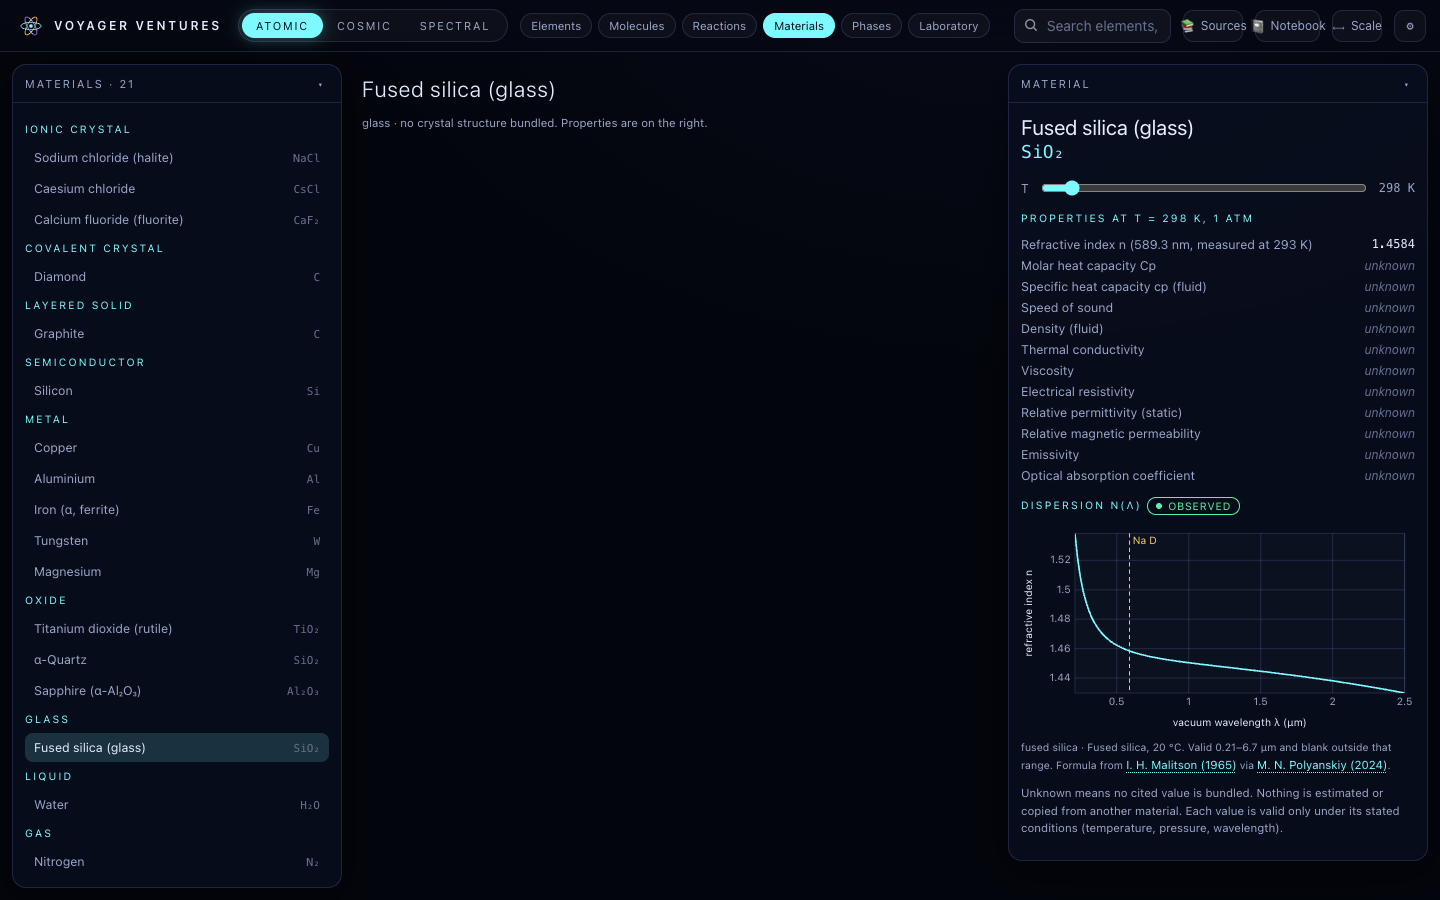 VOYAGER VENTURES
ATOMIC COSMIC SPECTRAL
Elements Molecules Reactions Materials Phases Laboratory
Search elements,
Sources Notebook Scale
MATERIALS · 21
IONIC CRYSTAL
Sodium chloride (halite) NaCl
Caesium chloride CsCl
Calcium fluoride (fluorite) CaF₂
COVALENT CRYSTAL
Diamond C
LAYERED SOLID
Graphite C
SEMICONDUCTOR
Silicon Si
METAL
Copper Cu
Aluminium Al
Iron (α, ferrite) Fe
Tungsten W
Magnesium Mg
OXIDE
Titanium dioxide (rutile) TiO₂
α-Quartz SiO₂
Sapphire (α-Al₂O₃) Al₂O₃
GLASS
Fused silica (glass) SiO₂
LIQUID
Water H₂O
GAS
Nitrogen N₂
Fused silica (glass)
glass · no crystal structure bundled. Properties are on the right.
MATERIAL
Fused silica (glass)
SiO₂
T 298 K
PROPERTIES AT T = 298 K, 1 ATM
Refractive index n (589.3 nm, measured at 293 K) 1.4584
Molar heat capacity Cp unknown
Specific heat capacity cp (fluid) unknown
Speed of sound unknown
Density (fluid) unknown
Thermal conductivity unknown
Viscosity unknown
Electrical resistivity unknown
Relative permittivity (static) unknown
Relative magnetic permeability unknown
Emissivity unknown
Optical absorption coefficient unknown
DISPERSION N(Λ) OBSERVED
Na D
1.52
1.5
1.48
1.46
1.44
refractive index n
0.5 1 1.5 2 2.5
vacuum wavelength λ (µm)
fused silica · Fused silica, 20 °C. Valid 0.21–6.7 µm and blank outside that
range. Formula from I. H. Malitson (1965) via M. N. Polyanskiy (2024).
Unknown means no cited value is bundled. Nothing is estimated or
copied from another material. Each value is valid only under its stated
conditions (temperature, pressure, wavelength).